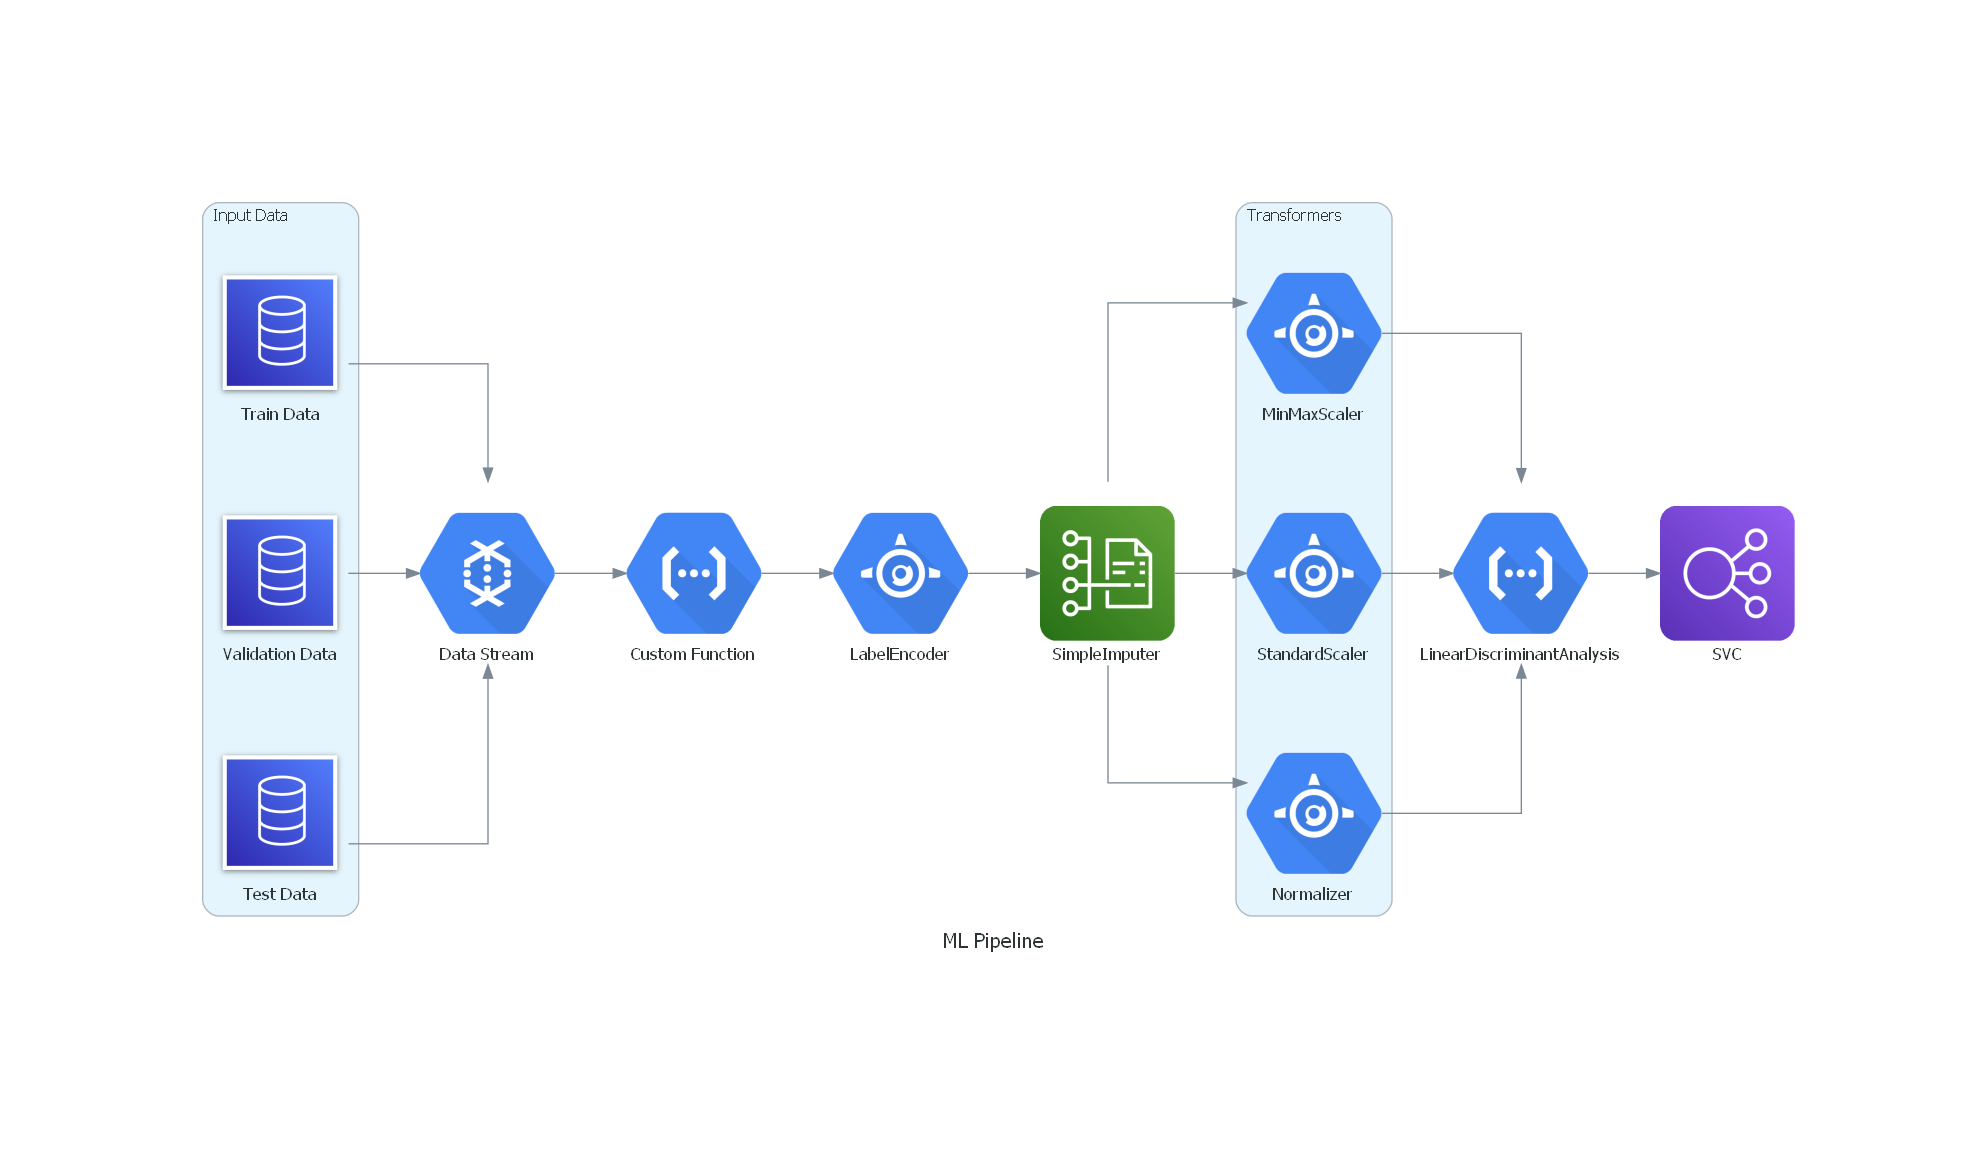 Input Data
Train Data
Validation Data
Test Data
Data Stream
Custom Function
LabelEncoder
SimpleImputer
Transformers
MinMaxScaler
StandardScaler
Normalizer
LinearDiscriminantAnalysis
SVC
ML Pipeline